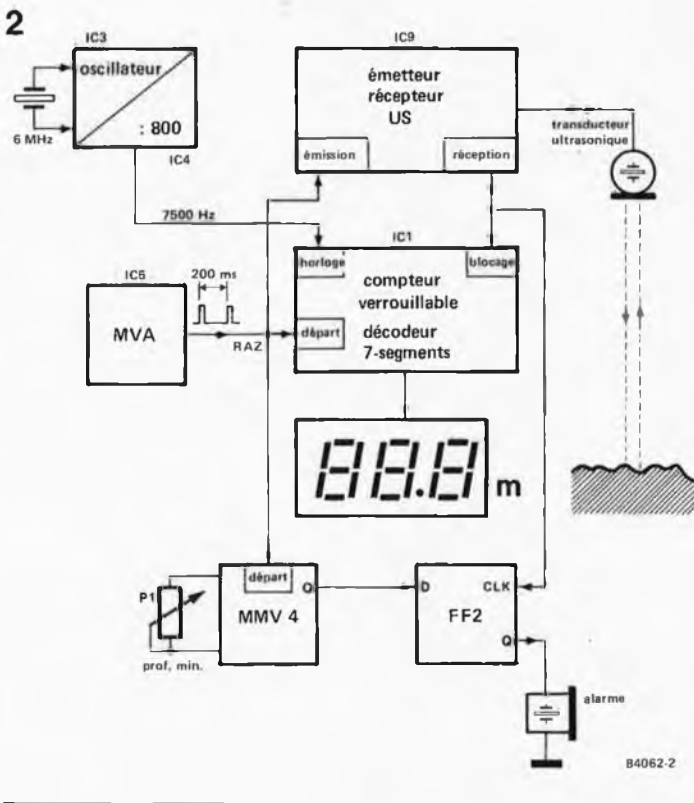 2
IC3
oscillateur
: 800
6 MHz
IC4
IC9
émetteur
récepteur
US
émission
réception
transducteur
ultrasonique
7500 Hz
IC1
horloge
blocage
compteur
verrouillable
départ
décodeur
7-segments
IC5
200 ms
MVA
RAZ
88.8 m
départ
P1
Q
MMV 4
prof, min.
D
CLK
FF2
Q
alarme
84062-2